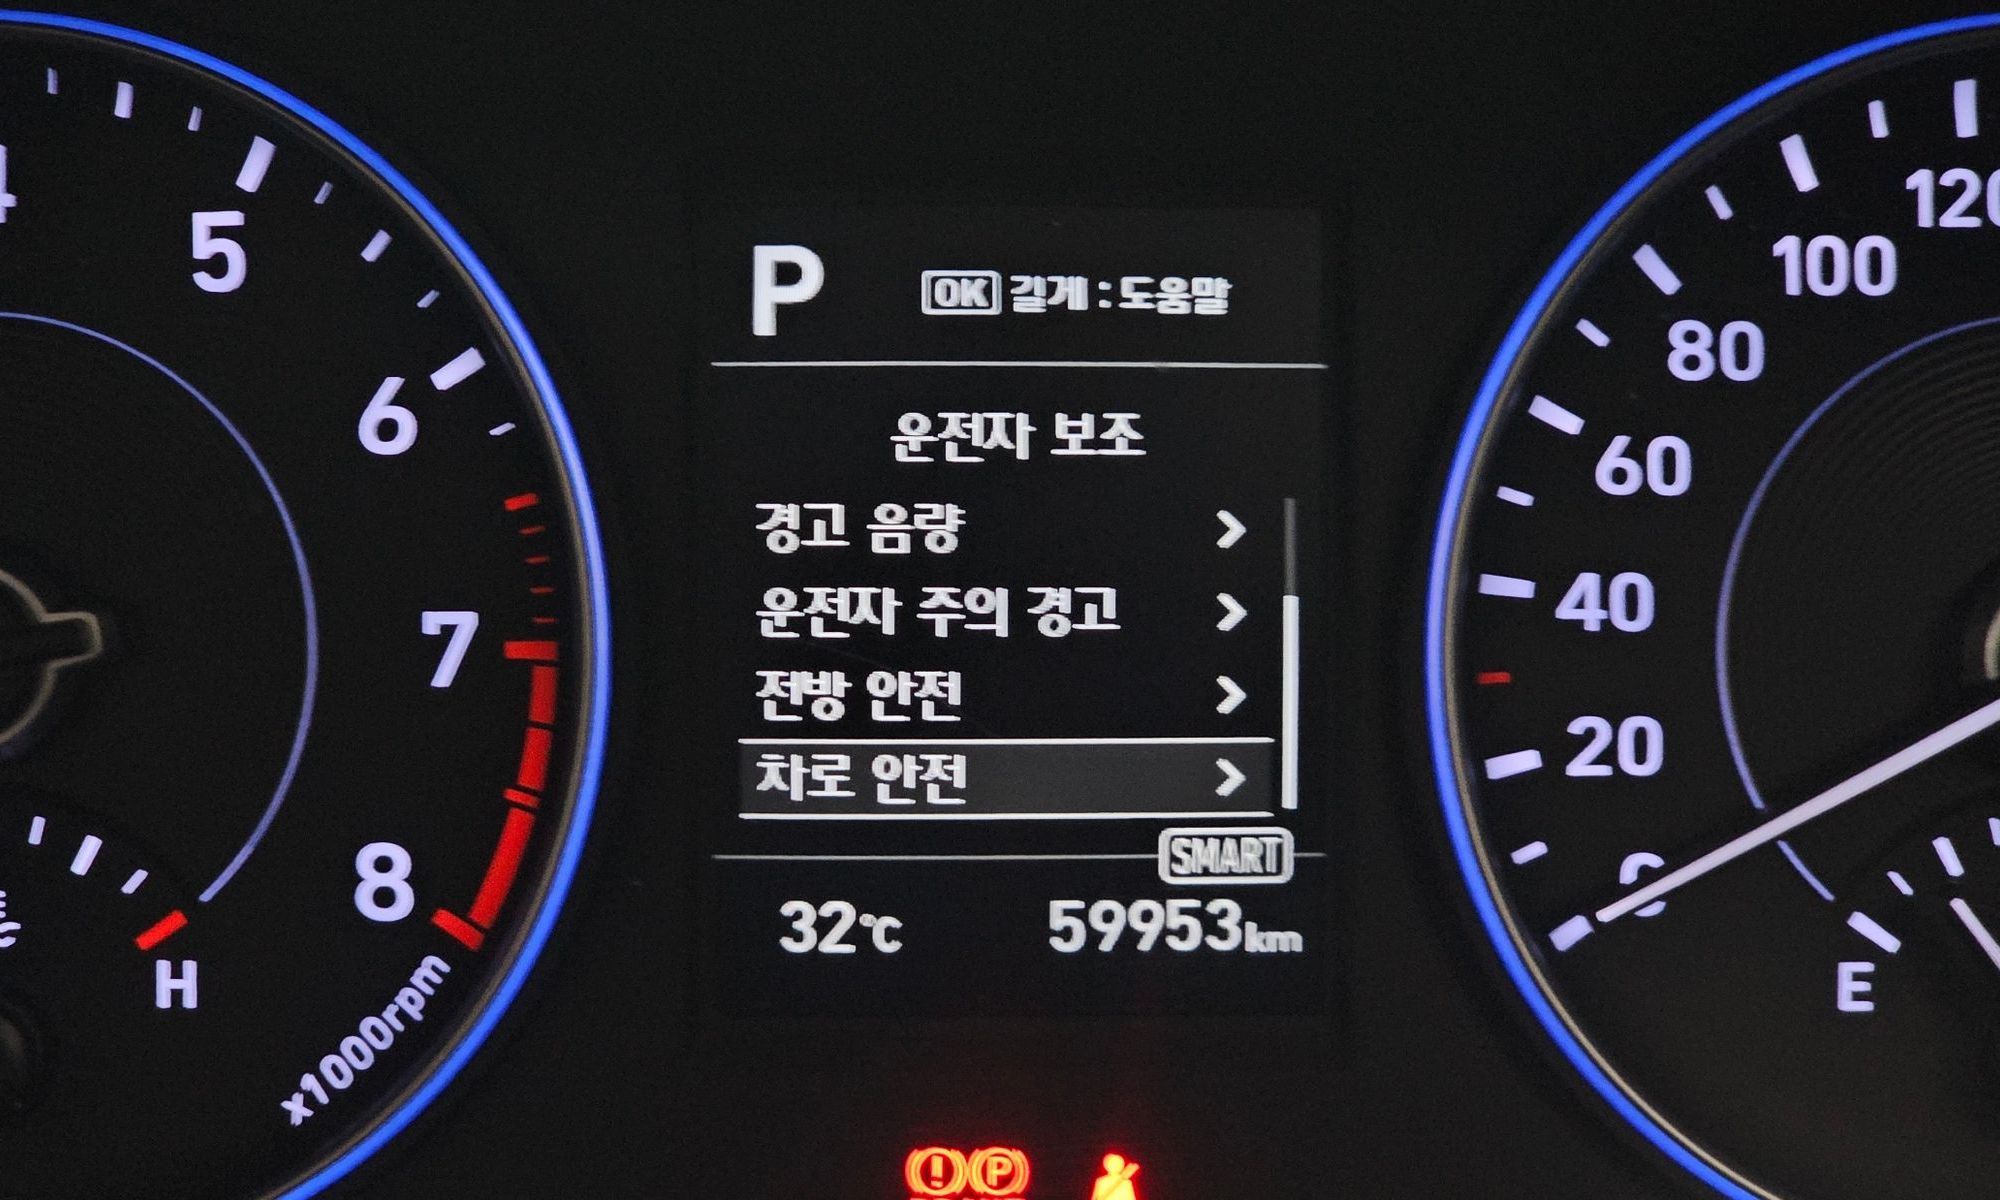 P
OK 길게 : 도움말
운전자 보조
경고 음량
운전자 주의 경고
전방 안전
차로 안전
SMART
32°C 59953km
5
6
7
8
x1000rpm
H
120
100
80
60
40
20
0
E
P